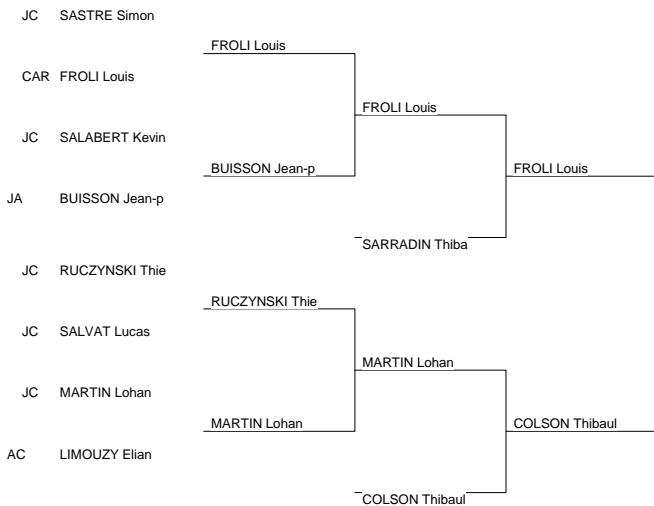 JC SASTRE Simon
FROLI Louis
CAR FROLI Louis
FROLI Louis
JC SALABERT Kevin
BUISSON Jean-p
FROLI Louis
JA BUISSON Jean-p
SARRADIN Thiba
JC RUCZYNSKI Thie
RUCZYNSKI Thie
JC SALVAT Lucas
MARTIN Lohan
JC MARTIN Lohan
MARTIN Lohan
COLSON Thibaul
AC LIMOUZY Elian
COLSON Thibaul